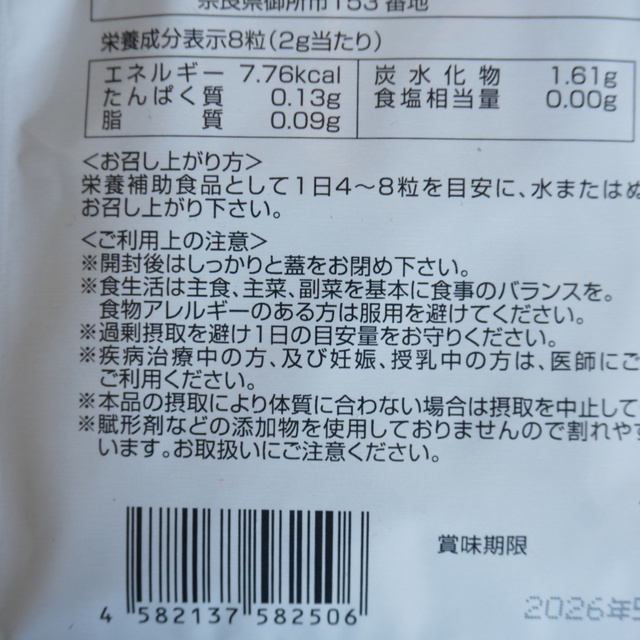 奈良県御所市153番地
栄養成分表示8粒(2g当たり)
エネルギー 7.76kcal 炭水化物 1.61g
たんぱく質 0.13g 食塩相当量 0.00g
脂質 0.09g
<お召し上がり方>
栄養補助食品として1日4～8粒を目安に、水またはぬ
お召し上がり下さい。
<ご利用上の注意>
※開封後はしっかりと蓋をお閉め下さい。
※食生活は主食、主菜、副菜を基本に食事のバランスを。
食物アレルギーのある方は服用を避けてください。
※過剰摂取を避け1日の目安量をお守りください。
※疾病治療中の方、及び妊娠、授乳中の方は、医師にご
ご利用ください。
※本品の摂取により体質に合わない場合は摂取を中止して
※賦形剤などの添加物を使用しておりませんので割れやす
います。お取扱いにご注意ください。
賞味期限
2026年
4 582137 582506